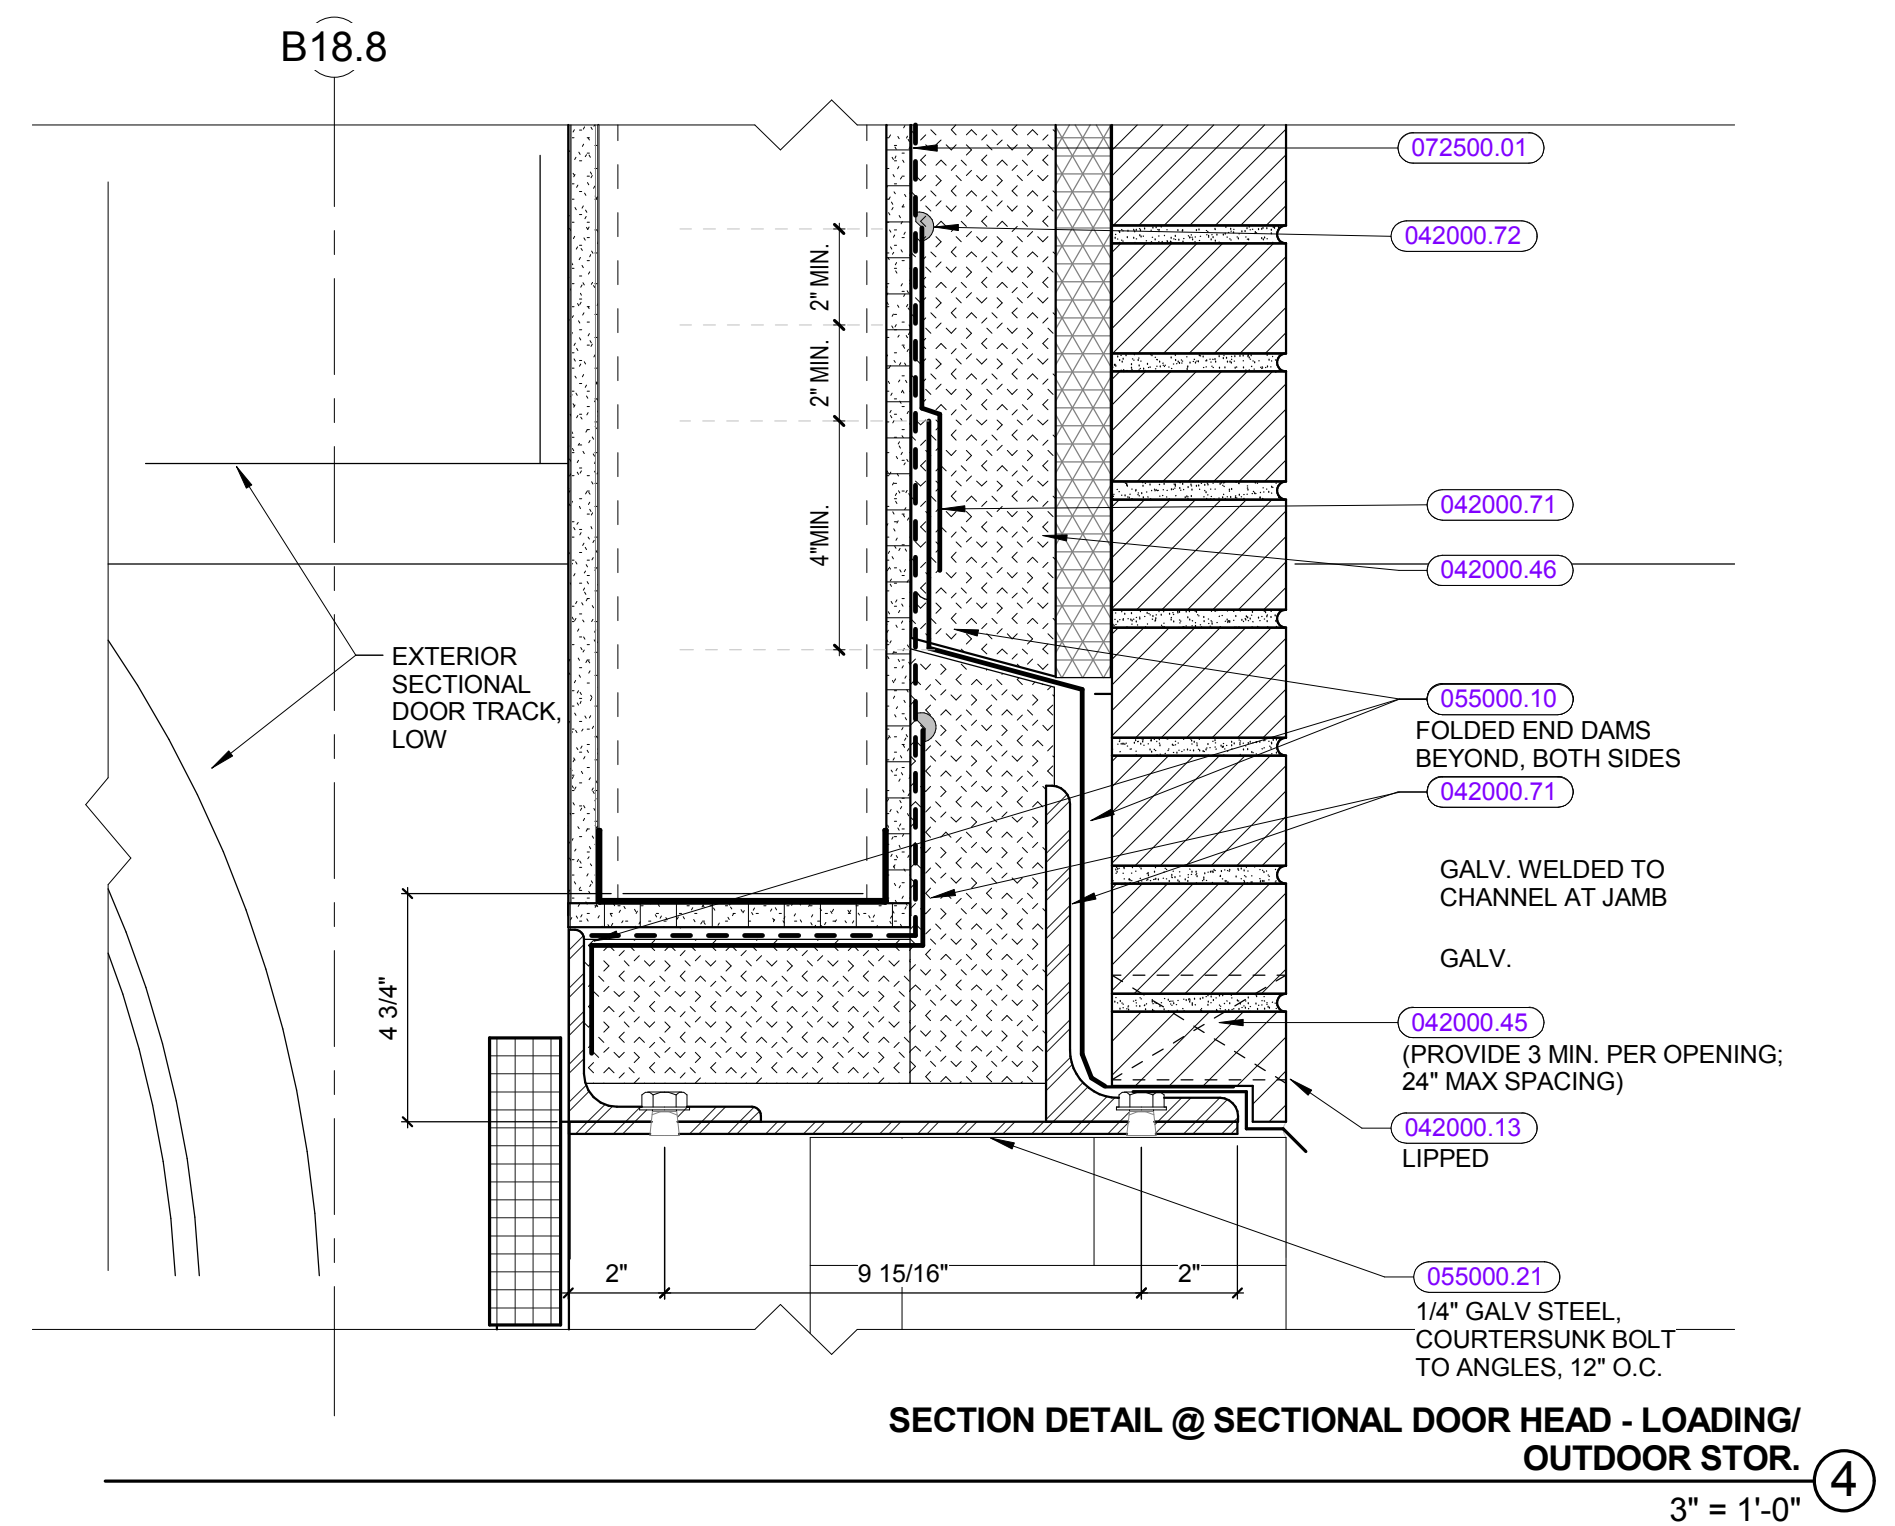 B18.8
072500.01
042000.72
2" MIN.
2" MIN.
4"MIN.
042000.71
042000.46
EXTERIOR
SECTIONAL
DOOR TRACK,
LOW
055000.10
FOLDED END DAMS
BEYOND, BOTH SIDES
042000.71
GALV. WELDED TO
CHANNEL AT JAMB
GALV.
4 3/4"
042000.45
(PROVIDE 3 MIN. PER OPENING;
24" MAX SPACING)
042000.13
LIPPED
2"
9 15/16"
2"
055000.21
1/4" GALV STEEL,
COURTERSUNK BOLT
TO ANGLES, 12" O.C.
SECTION DETAIL @ SECTIONAL DOOR HEAD - LOADING/
OUTDOOR STOR.
4
3" = 1'-0"